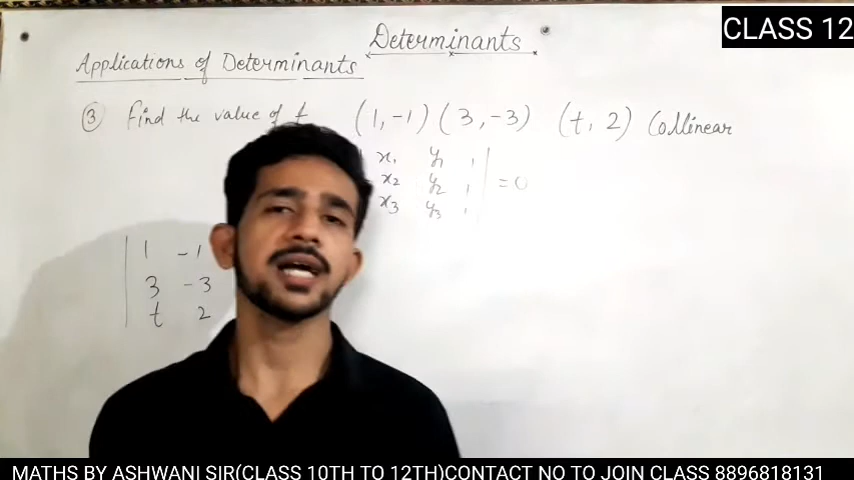 CLASS 12
Determinants
Applications of Determinants
③ Find the value of t (1, -1) (3, -3) (t, 2) Collinear
x₁ y₁ 1
x₂ y₂ 1 = 0
x₃ y₃ 1
1 -1
3 -3
t 2
MATHS BY ASHWANI SIR(CLASS 10TH TO 12TH)CONTACT NO TO JOIN CLASS 8896818131